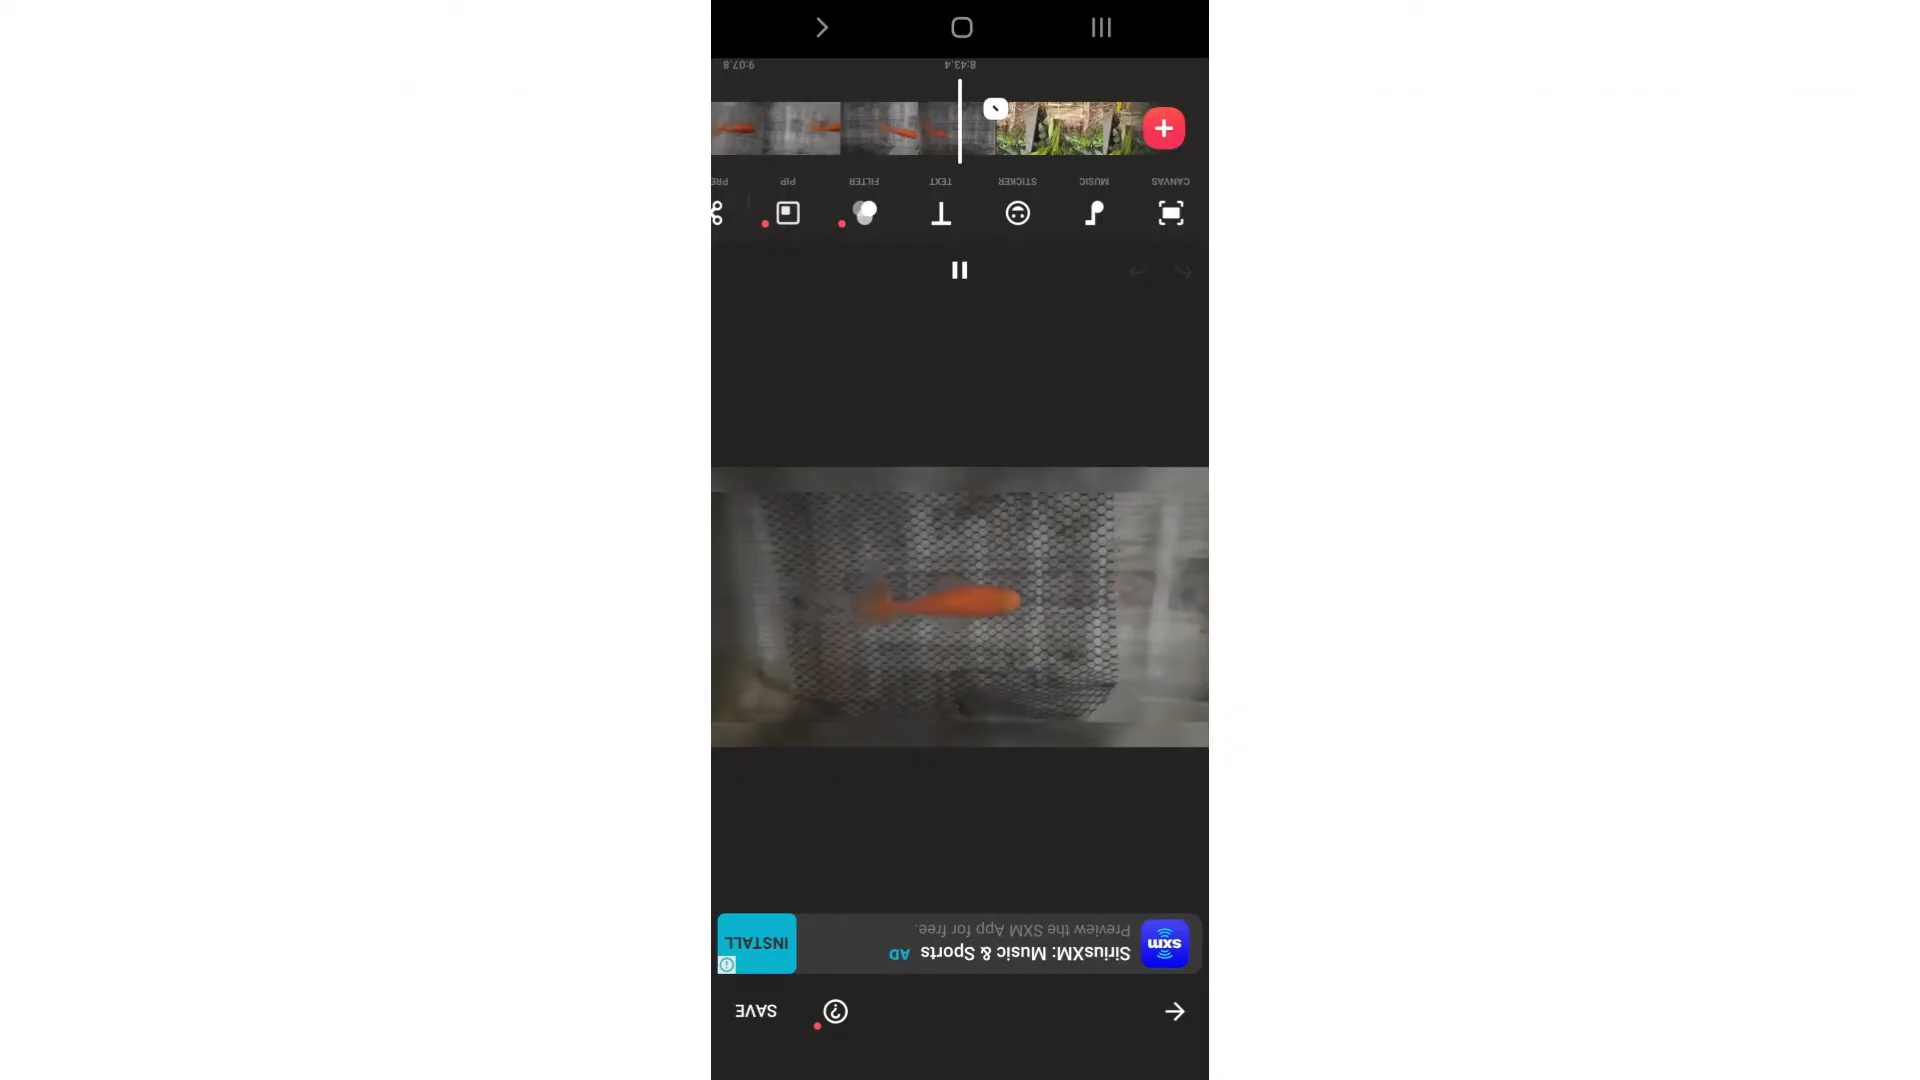 SAVE
SiriusXM: Music & Sports AD
Preview the SXM App for free.
INSTALL
sxm
CANVAS MUSIC STICKER TEXT FILTER PIP PRE
8:43.4 9:07.8